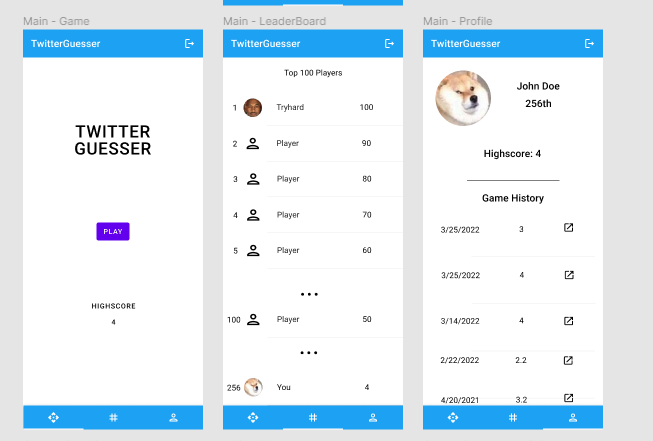 Main - Game
TwitterGuesser
TWITTER
GUESSER
PLAY
HIGHSCORE
4
Main - LeaderBoard
TwitterGuesser
Top 100 Players
1 Tryhard 100
2 Player 90
3 Player 80
4 Player 70
5 Player 60
...
100 Player 50
...
256 You 4
Main - Profile
TwitterGuesser
John Doe
256th
Highscore: 4
Game History
3/25/2022 3
3/25/2022 4
3/14/2022 4
2/22/2022 2.2
4/20/2021 3.2